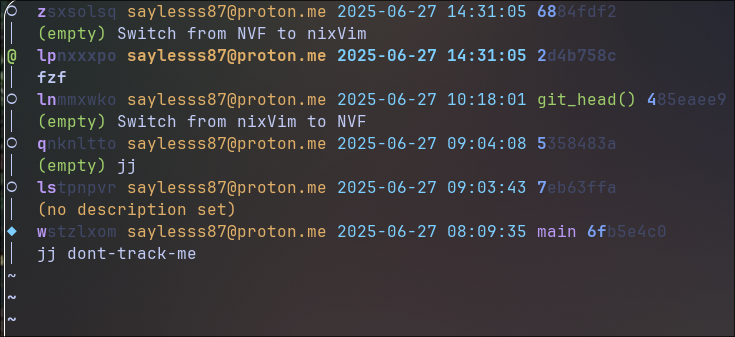 ○ zsxsolsq saylesss87@proton.me 2025-06-27 14:31:05 6884fdf2
│ (empty) Switch from NVF to nixVim
@ lpnxxxpo saylesss87@proton.me 2025-06-27 14:31:05 2d4b758c
│ fzf
○ lnmmxwko saylesss87@proton.me 2025-06-27 10:18:01 git_head() 485eaee9
│ (empty) Switch from nixVim to NVF
○ qnknltto saylesss87@proton.me 2025-06-27 09:04:08 5358483a
│ (empty) jj
○ lstpnpvr saylesss87@proton.me 2025-06-27 09:03:43 7eb63ffa
│ (no description set)
◆ wstzlxom saylesss87@proton.me 2025-06-27 08:09:35 main 6fb5e4c0
│ jj dont-track-me
~
~
~